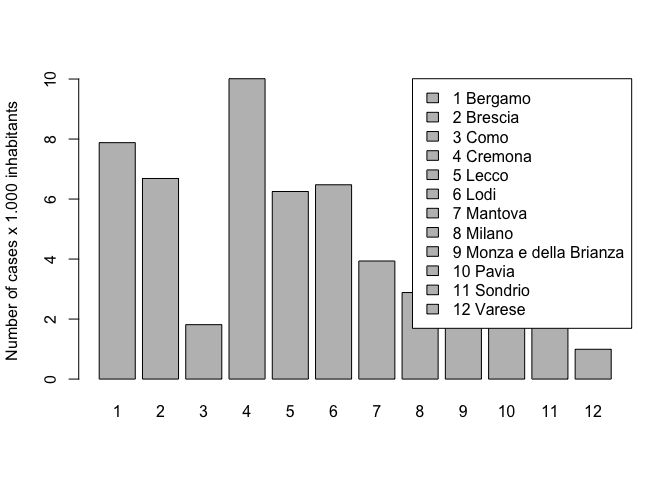 Number of cases x 1.000 inhabitants
10
8
6
4
2
0
1 Bergamo
2 Brescia
3 Como
4 Cremona
5 Lecco
6 Lodi
7 Mantova
8 Milano
9 Monza e della Brianza
10 Pavia
11 Sondrio
12 Varese
1 2 3 4 5 6 7 8 9 10 11 12